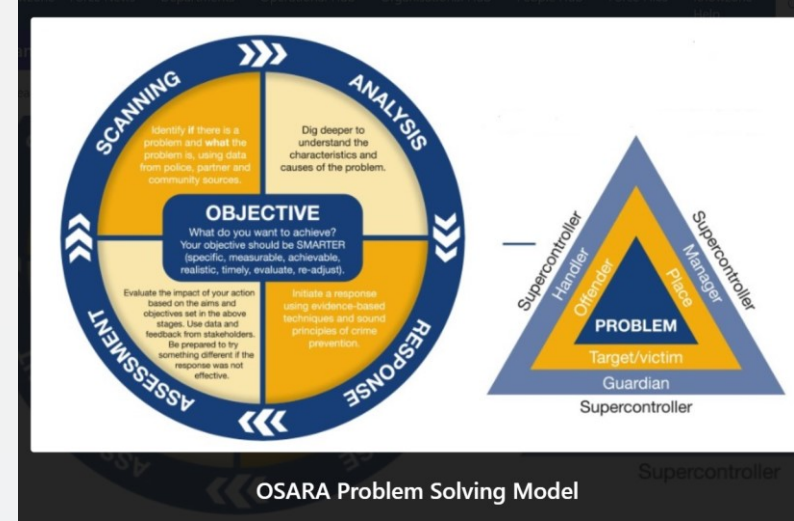 Help
SCANNING
ANALYSIS
Identify if there is a
problem and what the
problem is, using data
from police, partner and
community sources.
Dig deeper to
understand the
characteristics and
causes of the problem.
OBJECTIVE
What do you want to achieve?
Your objective should be SMARTER
(specific, measurable, achievable,
realistic, timely, evaluate, re-adjust).
Evaluate the impact of your action
based on the aims and
objectives set in the above
stages. Use data and
feedback from stakeholders.
Be prepared to try
something different if the
response was not
effective.
Initiate a response
using evidence-based
techniques and sound
principles of crime
prevention.
ASSESSMENT
RESPONSE
Supercontroller
Handler
Offender
Supercontroller
Manager
Place
PROBLEM
Target/victim
Guardian
Supercontroller
Supercontroller
OSARA Problem Solving Model